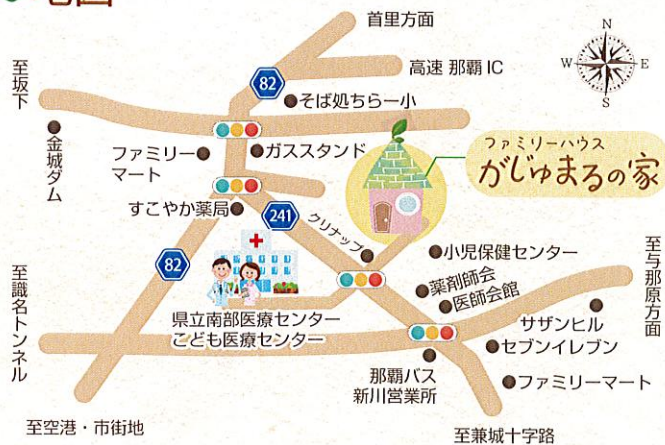 首里方面
N
W
E
S
高速 那覇 IC
82
そば処ちらー小
至坂下
金城ダム
ファミリー
マート
ガススタンド
ファミリーハウス
がじゅまるの家
すこやか薬局
241
クリナップ
82
小児保健センター
薬剤師会
医師会館
至与那原方面
至識名トンネル
県立南部医療センター
こども医療センター
サザンヒル
セブンイレブン
那覇バス
新川営業所
ファミリーマート
至空港・市街地
至兼城十字路